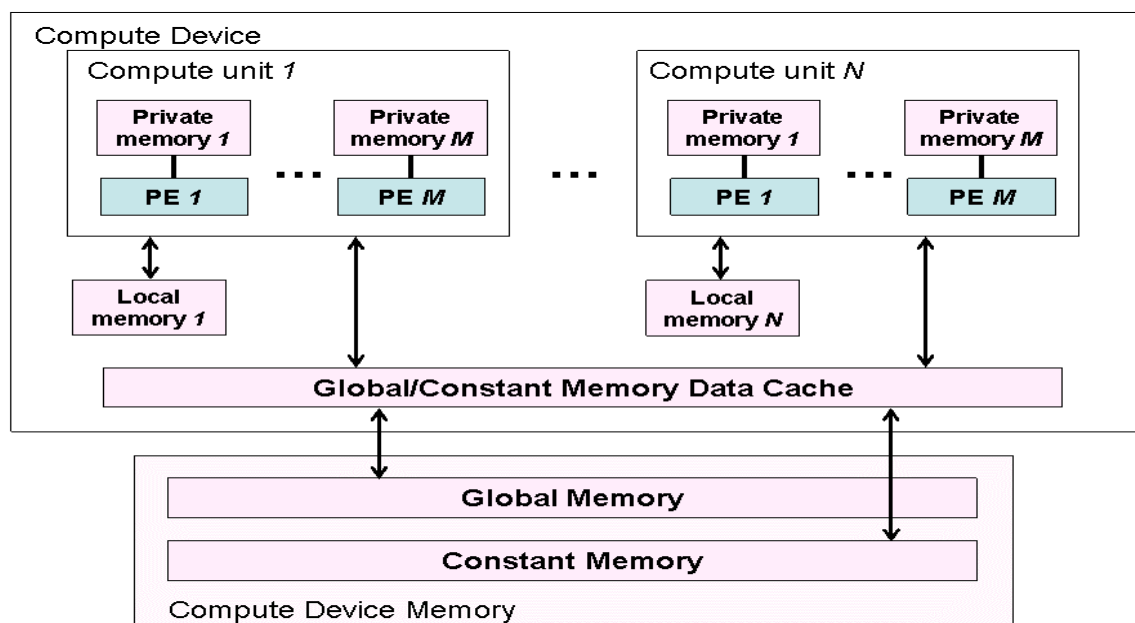 Compute Device
Compute unit 1
Compute unit N
Private
memory 1
Private
memory M
Private
memory 1
Private
memory M
PE 1
...
PE M
...
PE 1
...
PE M
Local
memory 1
Local
memory N
Global/Constant Memory Data Cache
Global Memory
Constant Memory
Compute Device Memory